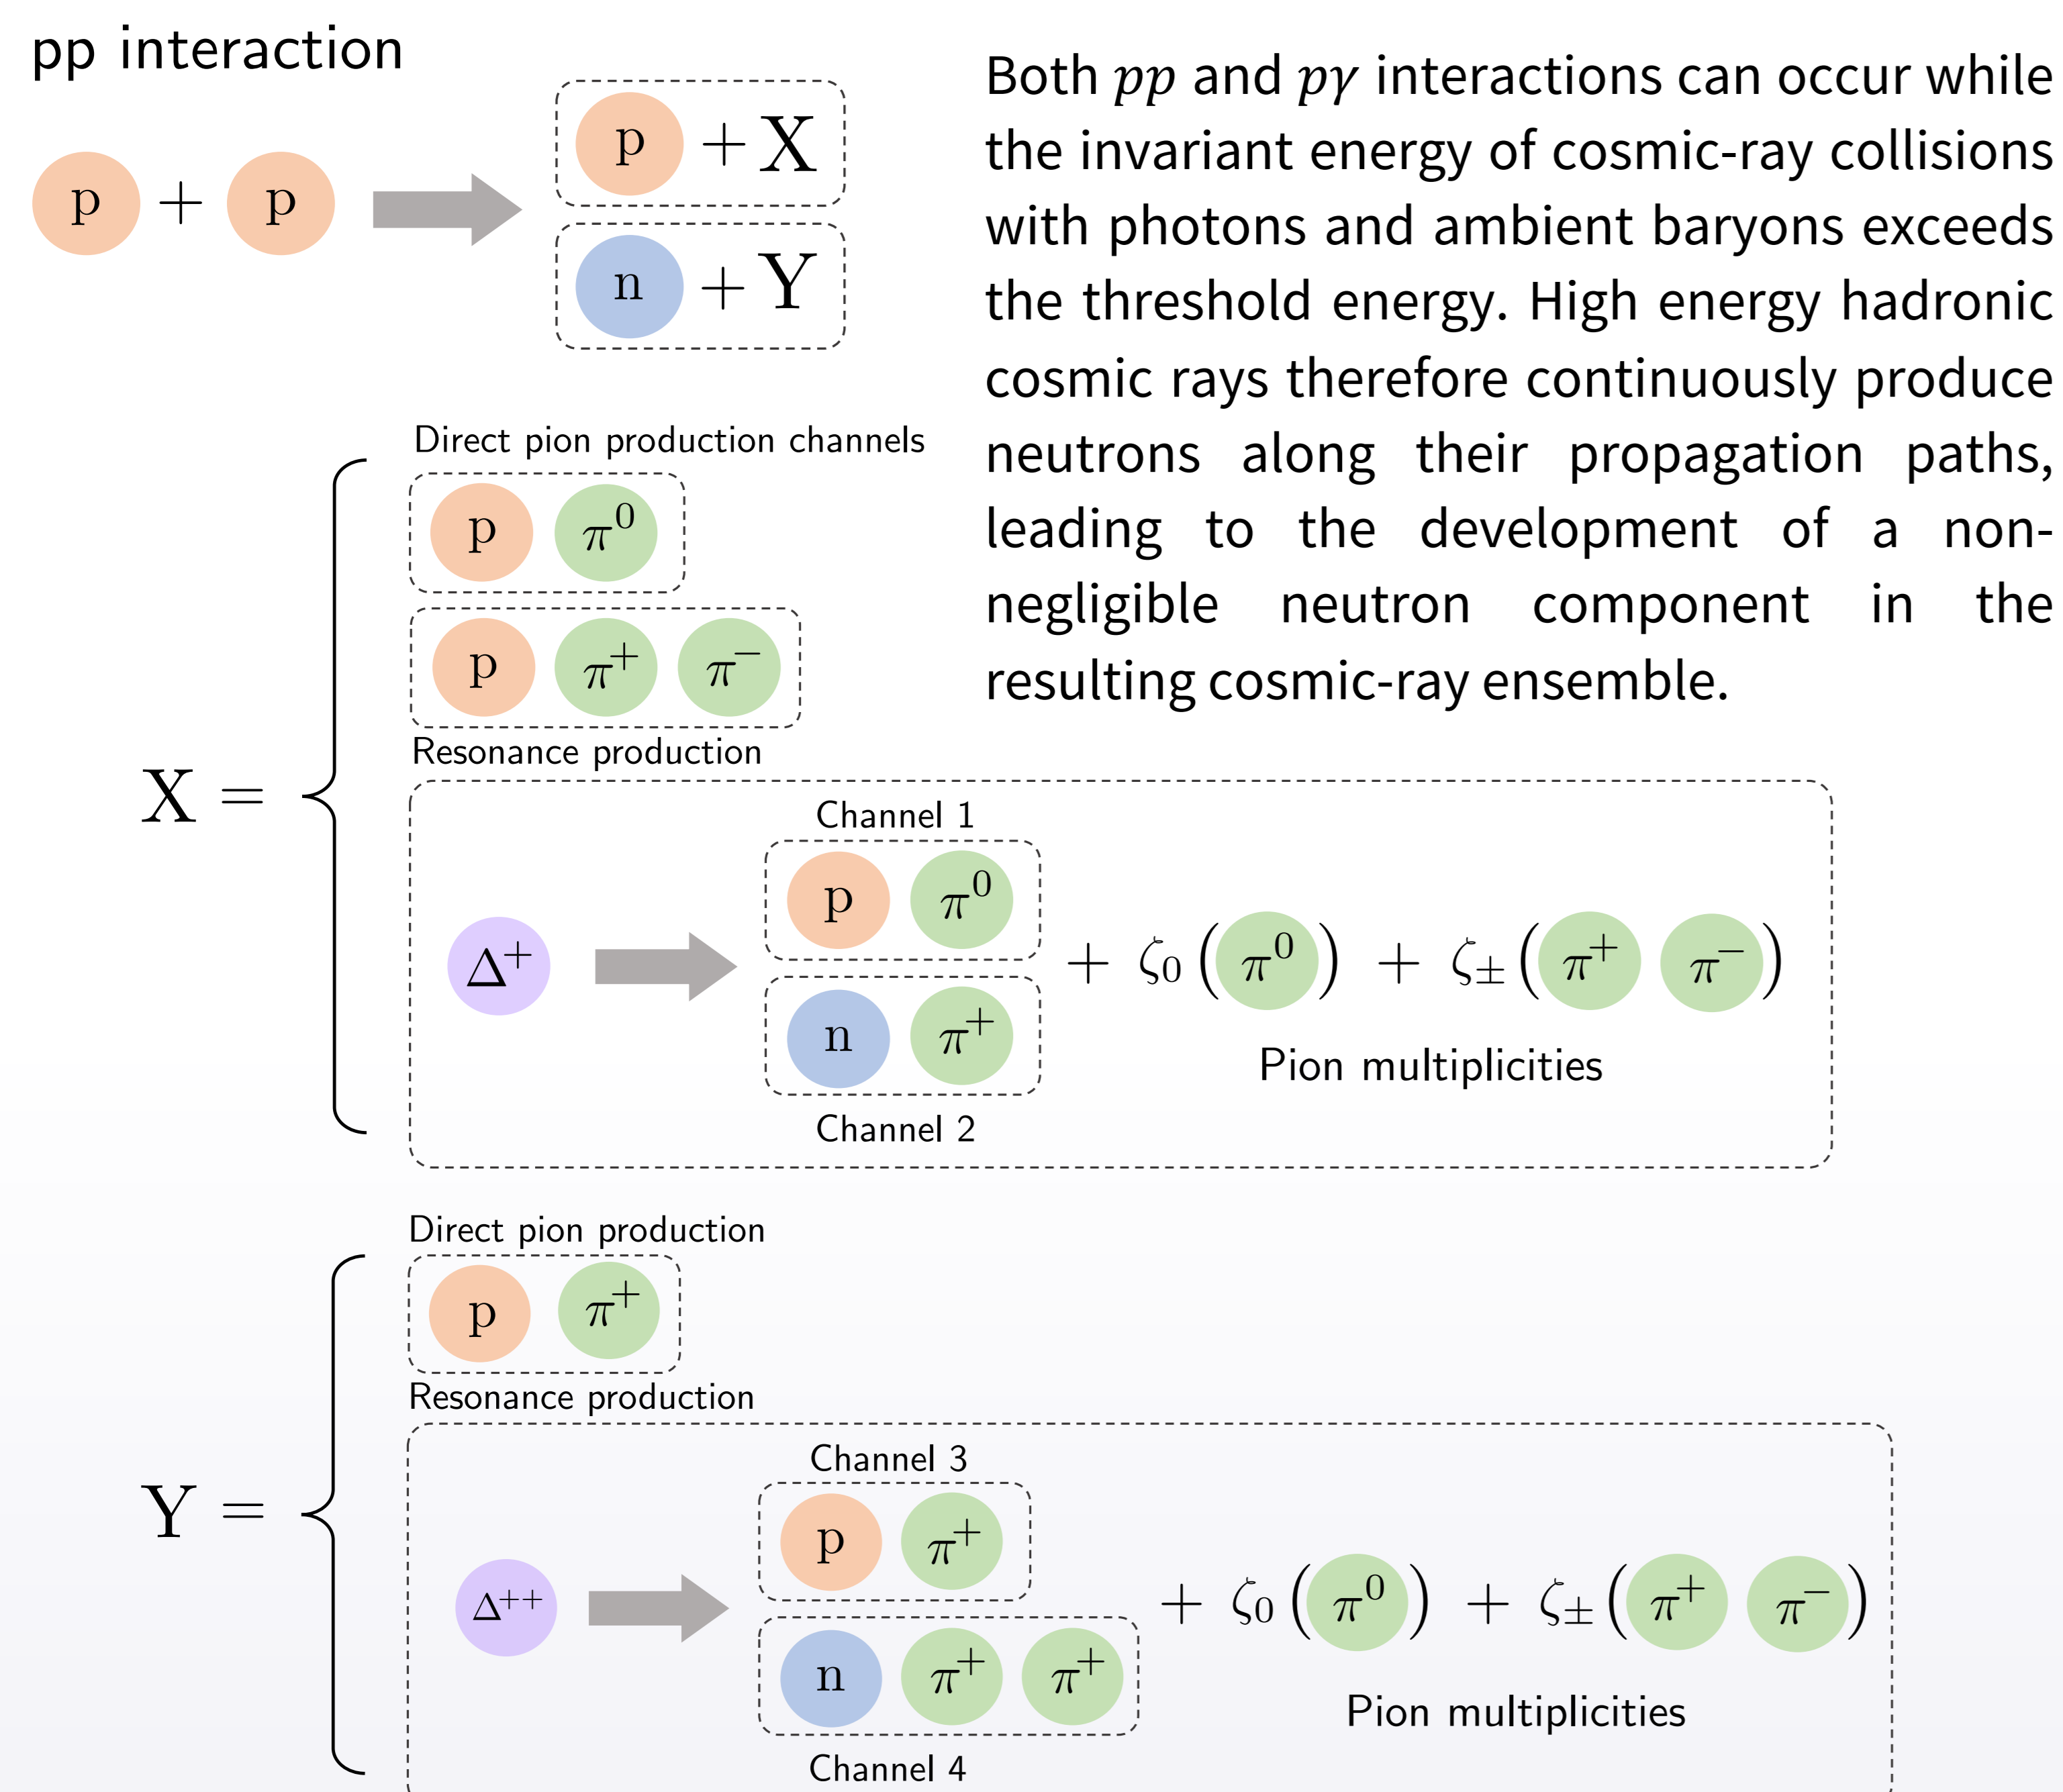 pp interaction
p + p
p + X
n + Y
Both pp and pγ interactions can occur while
the invariant energy of cosmic-ray collisions
with photons and ambient baryons exceeds
the threshold energy. High energy hadronic
cosmic rays therefore continuously produce
neutrons along their propagation paths,
leading to the development of a non-
negligible neutron component in the
resulting cosmic-ray ensemble.
X =
Direct pion production channels
p π⁰
p π⁺ π⁻
Resonance production
Channel 1
p π⁰
Δ⁺ + ζ₀ (π⁰) + ζ± (π⁺ π⁻)
n π⁺
Pion multiplicities
Channel 2
Y =
Direct pion production
p π⁺
Resonance production
Channel 3
p π⁺
Δ⁺⁺ + ζ₀ (π⁰) + ζ± (π⁺ π⁻)
n π⁺ π⁺
Pion multiplicities
Channel 4